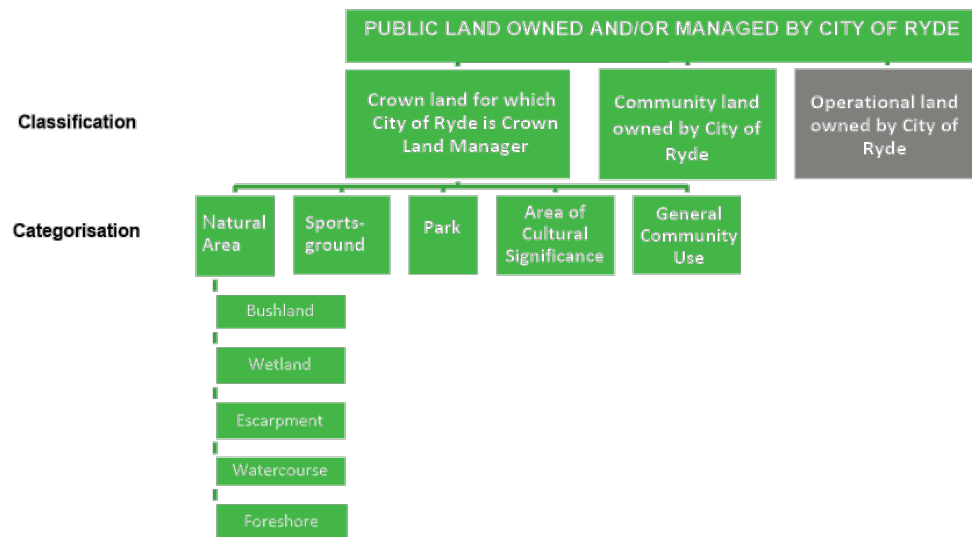 PUBLIC LAND OWNED AND/OR MANAGED BY CITY OF RYDE
Classification
Crown land for which
City of Ryde is Crown
Land Manager
Community land
owned by City of
Ryde
Operational land
owned by City of
Ryde
Categorisation
Natural
Area
Sports-
ground
Park
Area of
Cultural
Significance
General
Community
Use
Bushland
Wetland
Escarpment
Watercourse
Foreshore